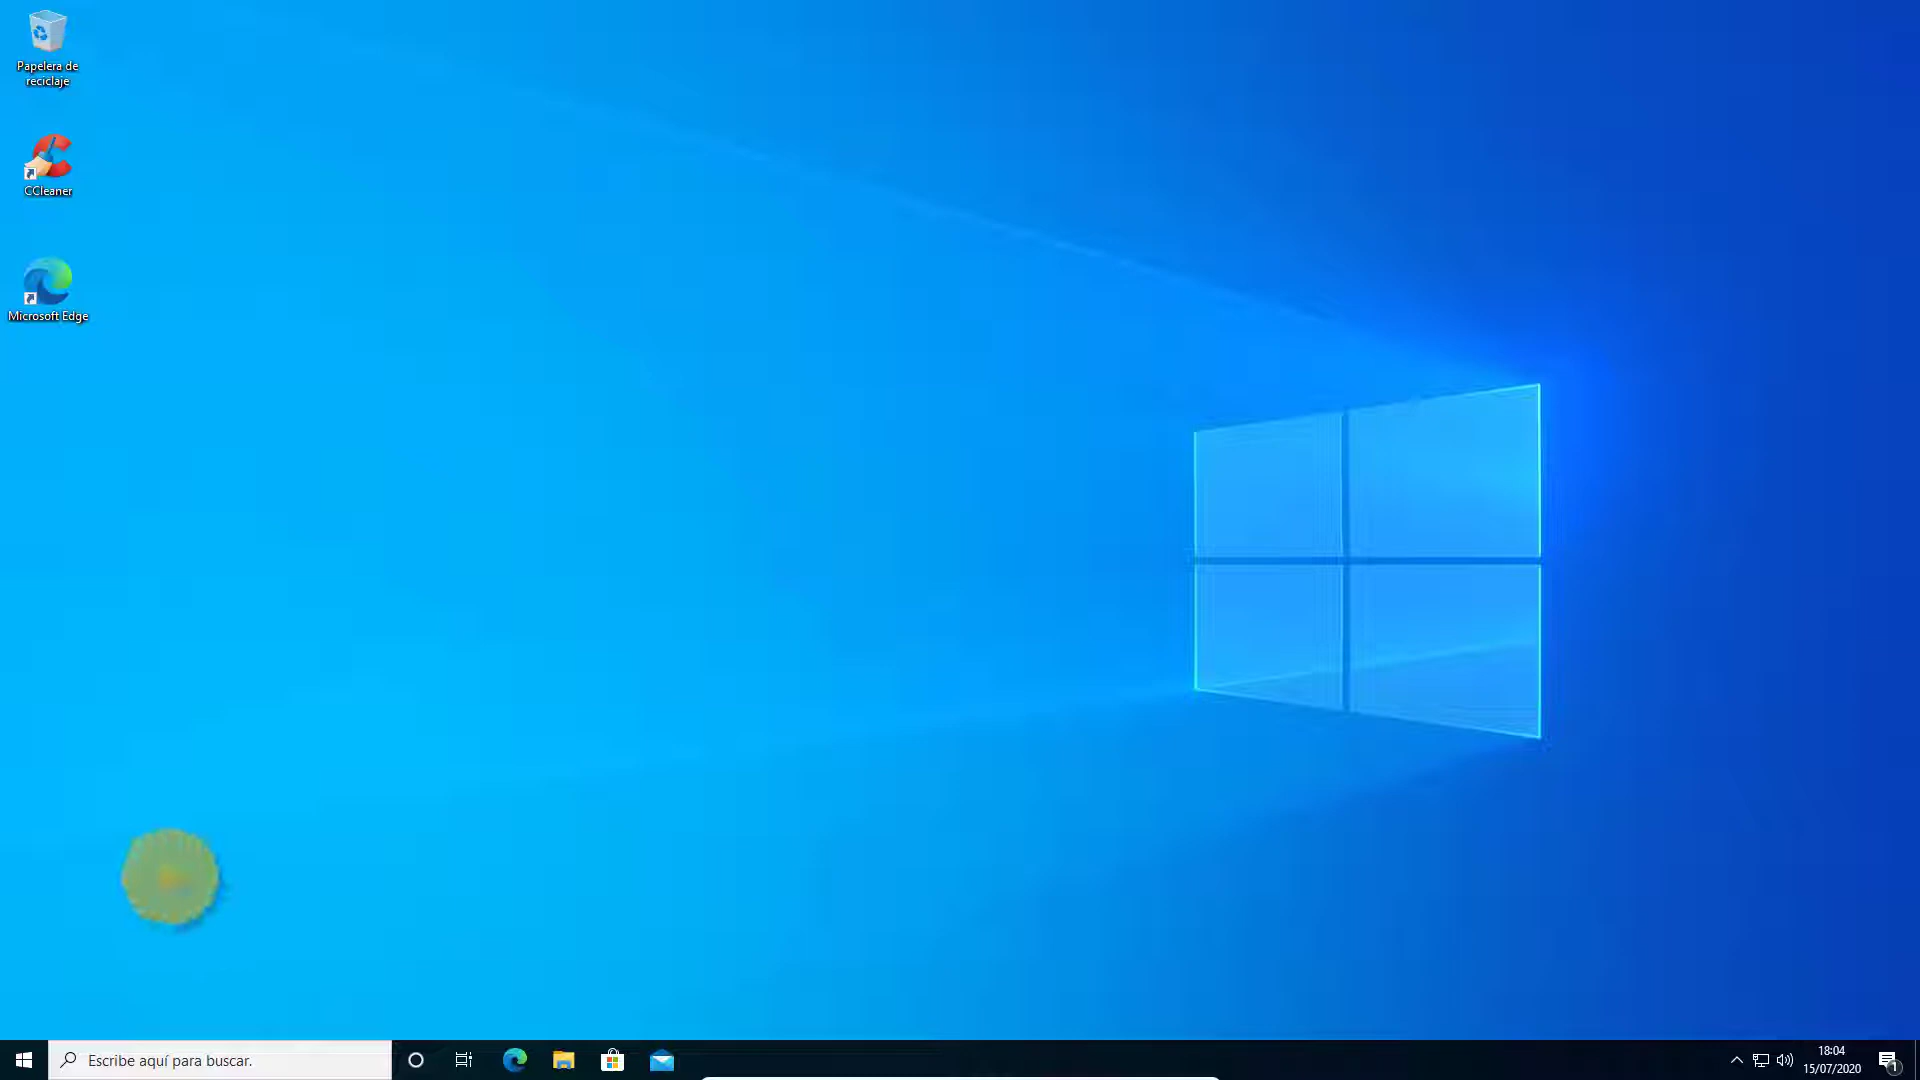 Papelera de
reciclaje
CCleaner
Microsoft Edge
Escribe aquí para buscar.
18:04
15/07/2020
1